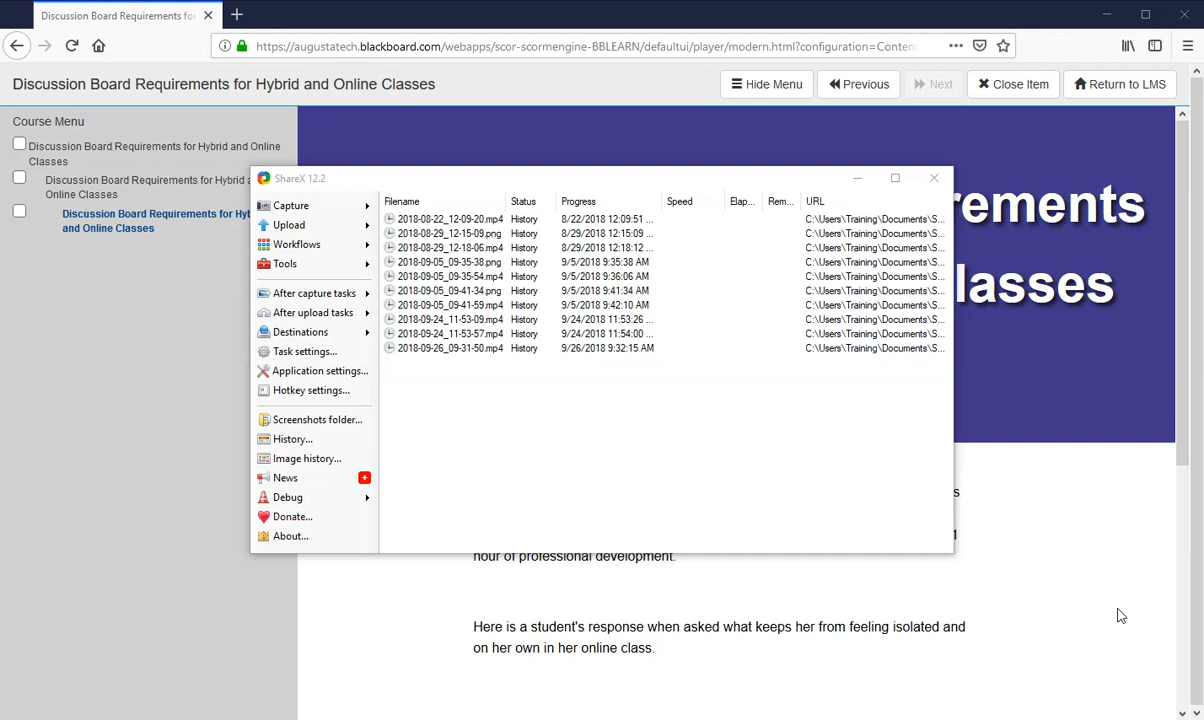 Discussion Board Requirements fo
https://augustatech.blackboard.com/webapps/scor-scormengine-BBLEARN/defaultui/player/modern.html?configuration=Conten
Discussion Board Requirements for Hybrid and Online Classes
Hide Menu
Previous
Next
Close Item
Return to LMS
Course Menu
Discussion Board Requirements for Hybrid and Online
Classes
Discussion Board Requirements for Hybrid a
Online Classes
Discussion Board Requirements for Hyb
and Online Classes
rements
lasses
ShareX 12.2
Capture
Upload
Workflows
Tools
After capture tasks
After upload tasks
Destinations
Task settings...
Application settings...
Hotkey settings...
Screenshots folder...
History...
Image history...
News
Debug
Donate...
About...
Filename Status Progress Speed Elap... Rem... URL
2018-08-22_12-09-20.mp4 History 8/22/2018 12:09:51 ... C:\Users\Training\Documents\S...
2018-08-29_12-15-09.png History 8/29/2018 12:15:09 ... C:\Users\Training\Documents\S...
2018-08-29_12-18-06.mp4 History 8/29/2018 12:18:12 ... C:\Users\Training\Documents\S...
2018-09-05_09-35-38.png History 9/5/2018 9:35:38 AM C:\Users\Training\Documents\S...
2018-09-05_09-35-54.mp4 History 9/5/2018 9:36:06 AM C:\Users\Training\Documents\S...
2018-09-05_09-41-34.png History 9/5/2018 9:41:34 AM C:\Users\Training\Documents\S...
2018-09-05_09-41-59.mp4 History 9/5/2018 9:42:10 AM C:\Users\Training\Documents\S...
2018-09-24_11-53-09.mp4 History 9/24/2018 11:53:26 ... C:\Users\Training\Documents\S...
2018-09-24_11-53-57.mp4 History 9/24/2018 11:54:00 ... C:\Users\Training\Documents\S...
2018-09-26_09-31-50.mp4 History 9/26/2018 9:32:15 AM C:\Users\Training\Documents\S...
s
1
hour of professional development.
Here is a student's response when asked what keeps her from feeling isolated and
on her own in her online class.